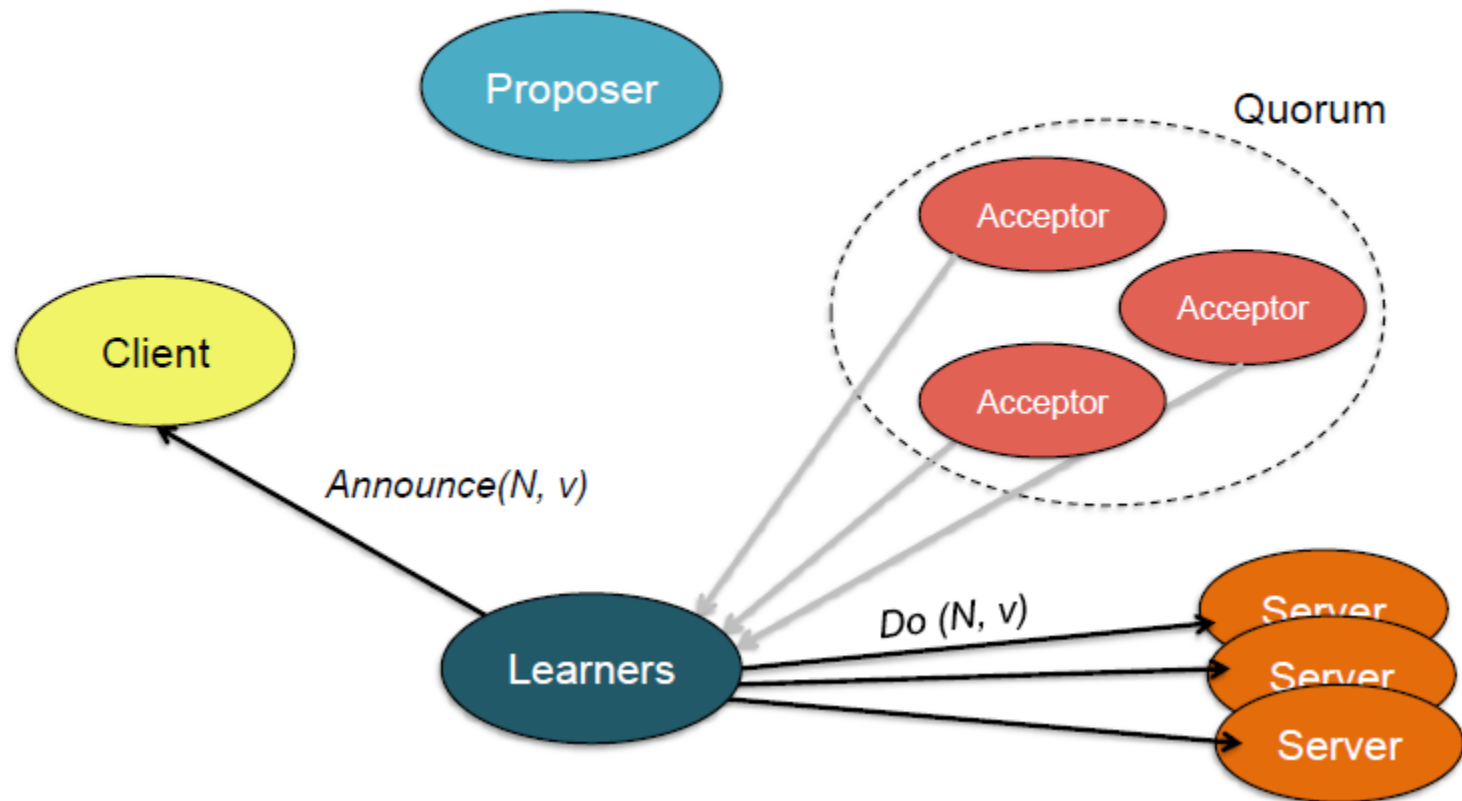 Proposer
Quorum
Acceptor
Acceptor
Client
Acceptor
Announce(N, v)
Do (N, v)
Server
Learners
Server
Server